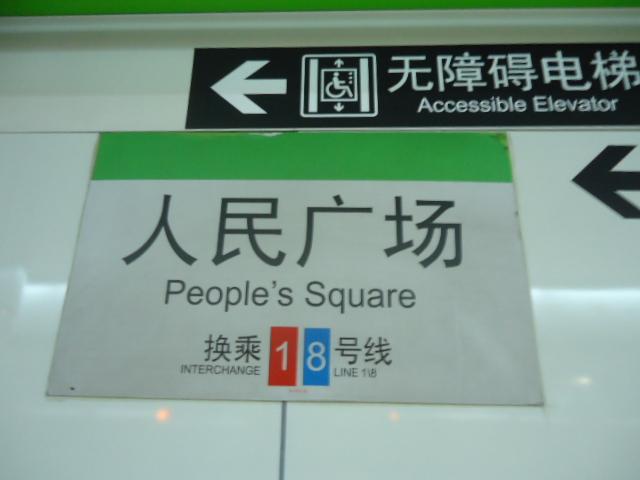 无障碍电梯
Accessible Elevator
人民广场
People's Square
换乘 1 8 号线
INTERCHANGE LINE 1\8